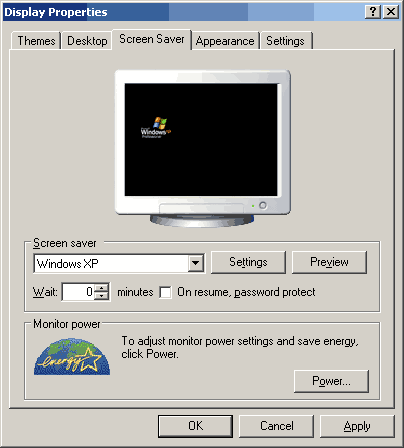 Display Properties
Themes Desktop Screen Saver Appearance Settings
Windows xp
Professional
Screen saver
Windows XP Settings Preview
Wait: 0 minutes On resume, password protect
Monitor power
energy
To adjust monitor power settings and save energy,
click Power.
Power...
OK Cancel Apply